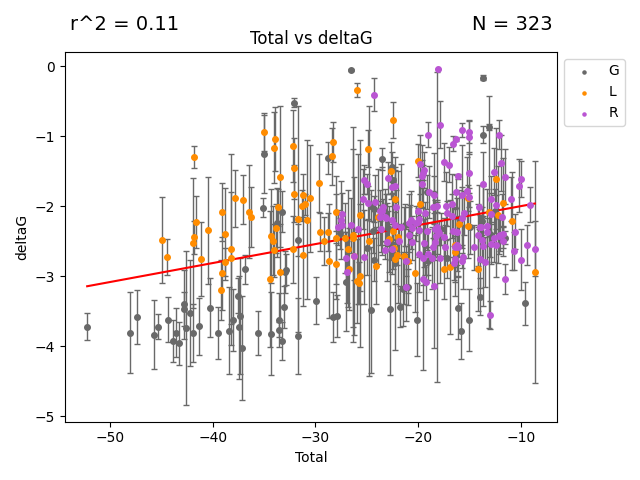 r^2 = 0.11 N = 323
Total vs deltaG
G
L
R
deltaG
0
−1
−2
−3
−4
−5
−50 −40 −30 −20 −10
Total